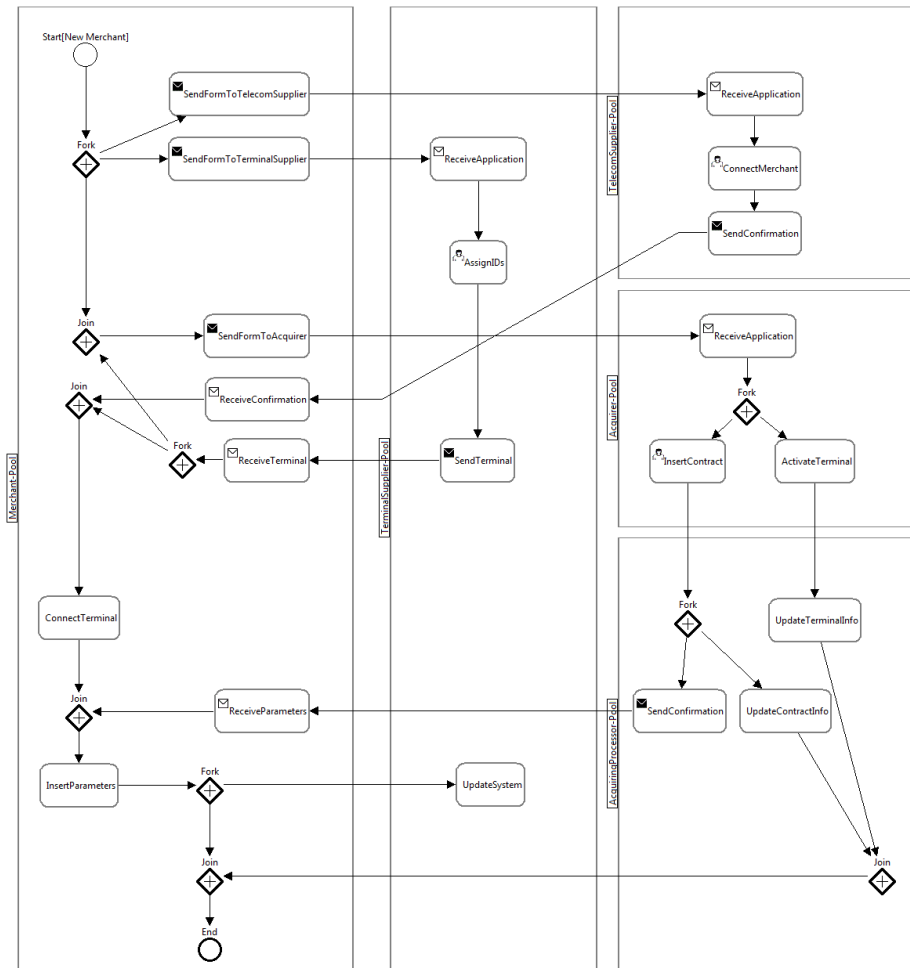 Start[New Merchant]
SendFormToTelecomSupplier
ReceiveApplication
Fork
SendFormToTerminalSupplier
ReceiveApplication
TelecomSupplier-Pool
ConnectMerchant
SendConfirmation
AssignIDs
Join
SendFormToAcquirer
ReceiveApplication
Join
ReceiveConfirmation
Fork
Acquirer-Pool
Fork
ReceiveTerminal
SendTerminal
InsertContract
ActivateTerminal
Merchant-Pool
TerminalSupplier-Pool
ConnectTerminal
Fork
UpdateTerminalInfo
Join
ReceiveParameters
SendConfirmation
UpdateContractInfo
AcquiringProcessor-Pool
InsertParameters
Fork
UpdateSystem
Join
Join
End